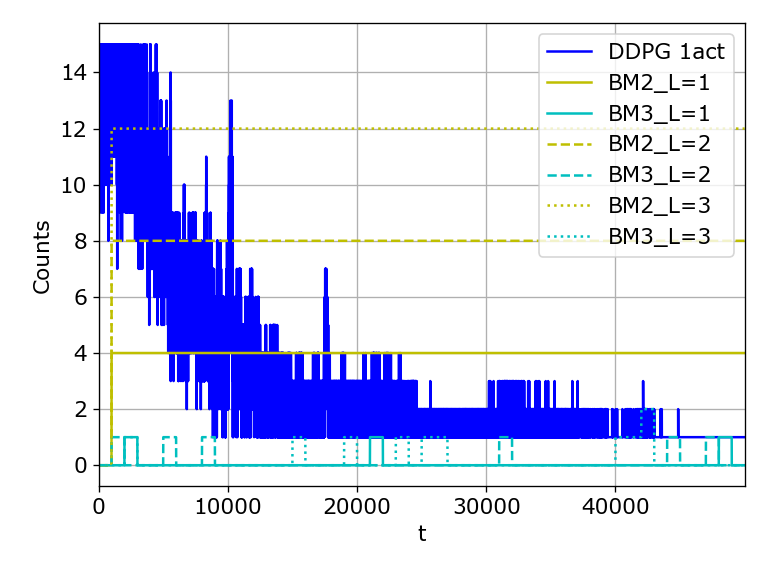 14
12
10
8
6
4
2
0
Counts
0
10000
20000
30000
40000
t
DDPG 1act
BM2_L=1
BM3_L=1
BM2_L=2
BM3_L=2
BM2_L=3
BM3_L=3